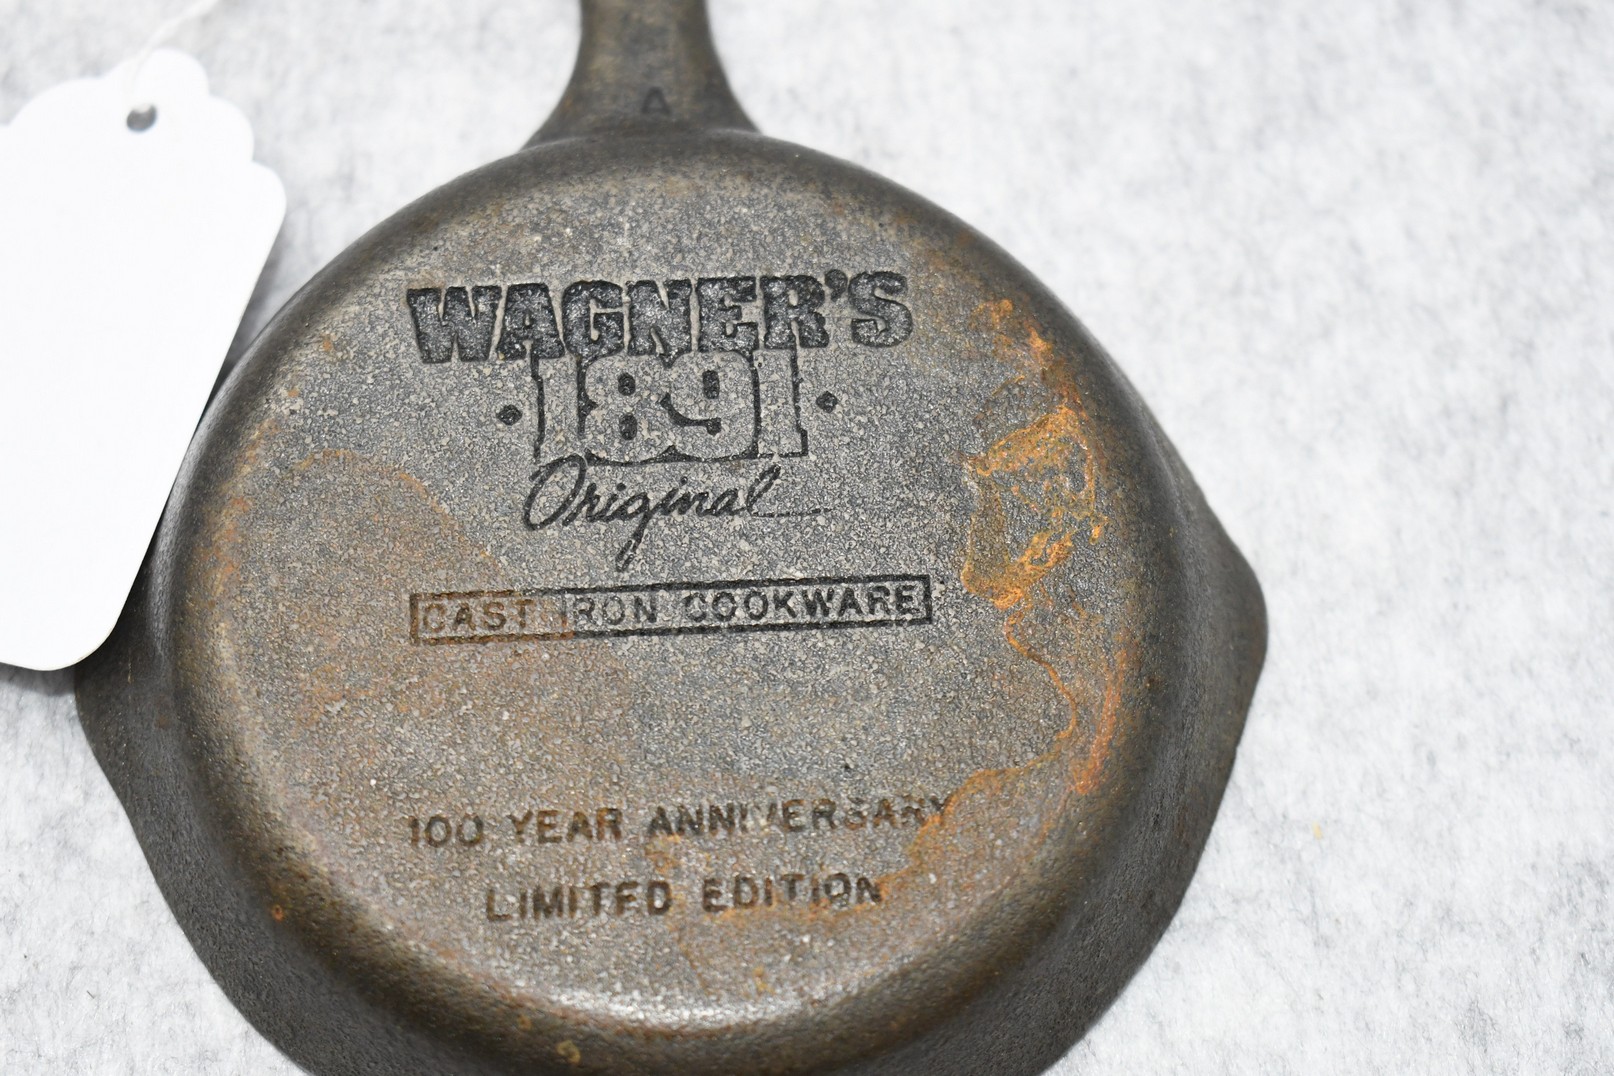 A
WAGNER'S
·1891·
Original
CAST IRON COOKWARE
100 YEAR ANNIVERSARY
LIMITED EDITION